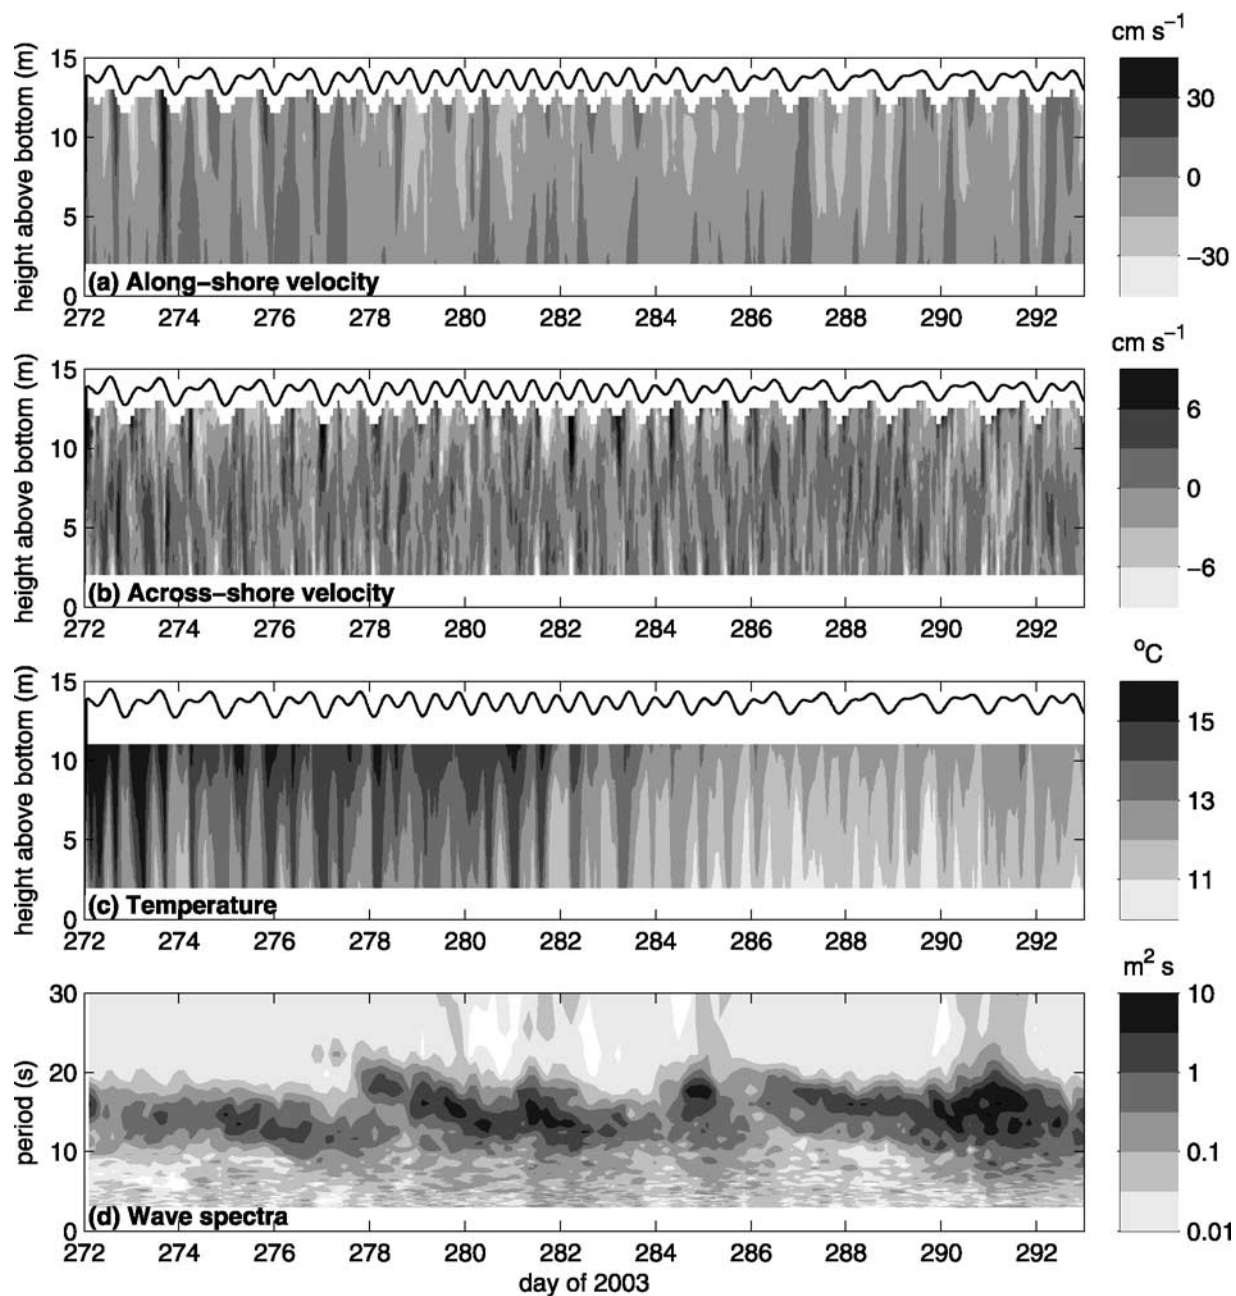 cm s⁻¹
height above bottom (m)
15
10
5
0
30
0
−30
(a) Along−shore velocity
272 274 276 278 280 282 284 286 288 290 292
cm s⁻¹
height above bottom (m)
15
10
5
0
6
0
−6
(b) Across−shore velocity
272 274 276 278 280 282 284 286 288 290 292
°C
height above bottom (m)
15
10
5
0
15
13
11
(c) Temperature
272 274 276 278 280 282 284 286 288 290 292
m² s
period (s)
30
20
10
0
10
1
0.1
0.01
(d) Wave spectra
272 274 276 278 280 282 284 286 288 290 292
day of 2003